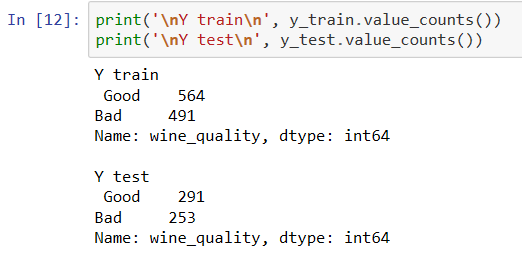 In [12]: print('\nY train\n', y_train.value_counts())
print('\nY test\n', y_test.value_counts())
Y train
 Good    564
Bad     491
Name: wine_quality, dtype: int64

Y test
 Good    291
Bad     253
Name: wine_quality, dtype: int64